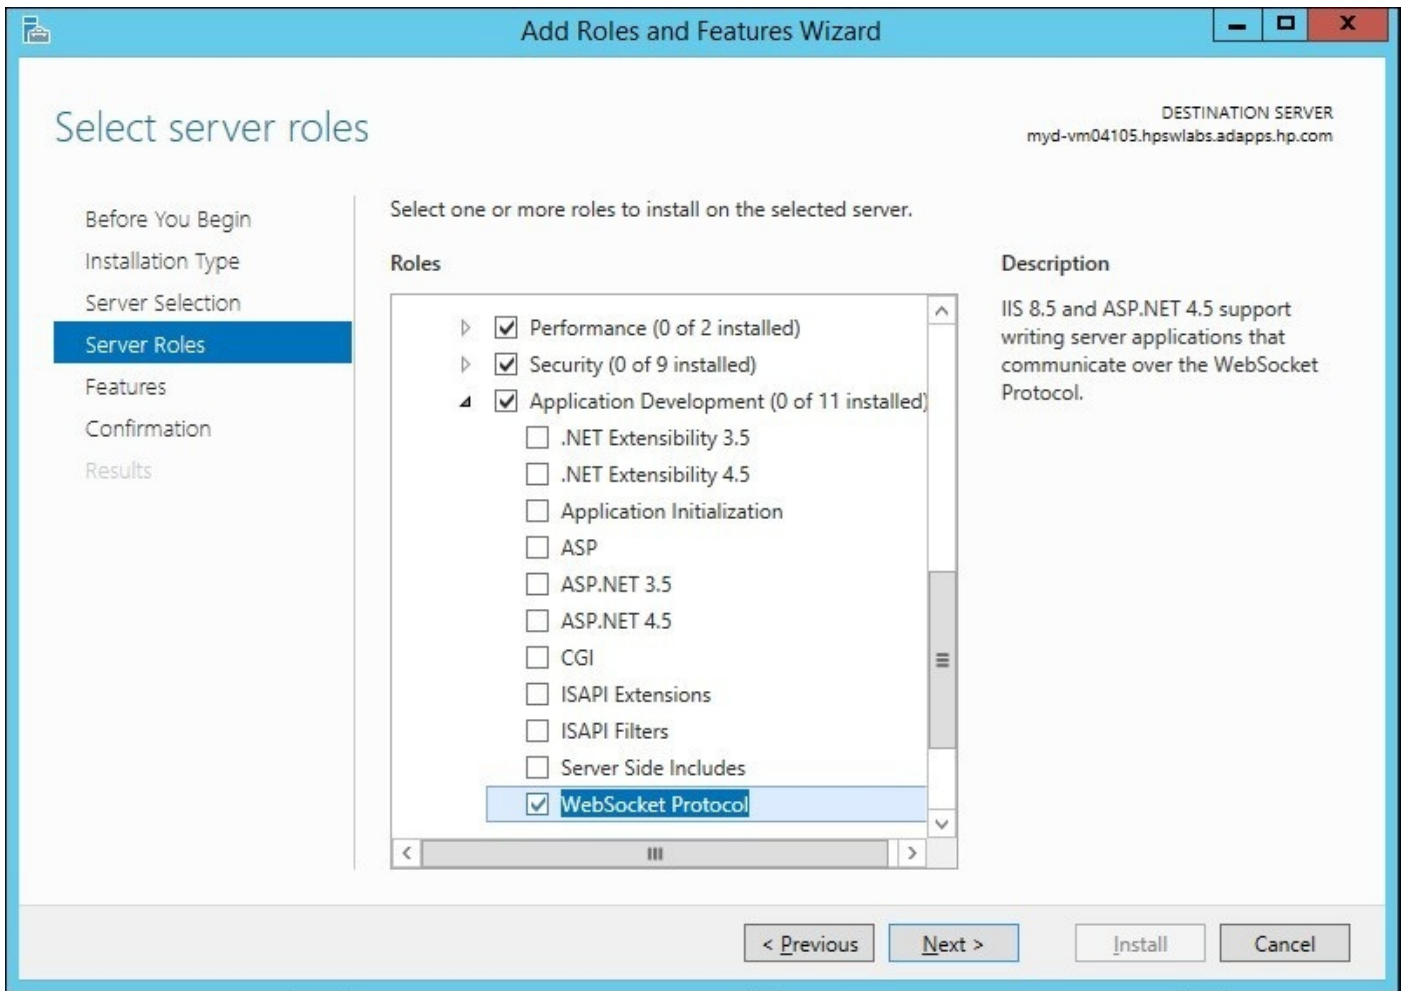 Add Roles and Features Wizard
Select server roles
DESTINATION SERVER
myd-vm04105.hpswlabs.adapps.hp.com
Before You Begin
Installation Type
Server Selection
Server Roles
Features
Confirmation
Results
Select one or more roles to install on the selected server.
Roles
Performance (0 of 2 installed)
Security (0 of 9 installed)
Application Development (0 of 11 installed)
.NET Extensibility 3.5
.NET Extensibility 4.5
Application Initialization
ASP
ASP.NET 3.5
ASP.NET 4.5
CGI
ISAPI Extensions
ISAPI Filters
Server Side Includes
WebSocket Protocol
Description
IIS 8.5 and ASP.NET 4.5 support
writing server applications that
communicate over the WebSocket
Protocol.
< Previous
Next >
Install
Cancel